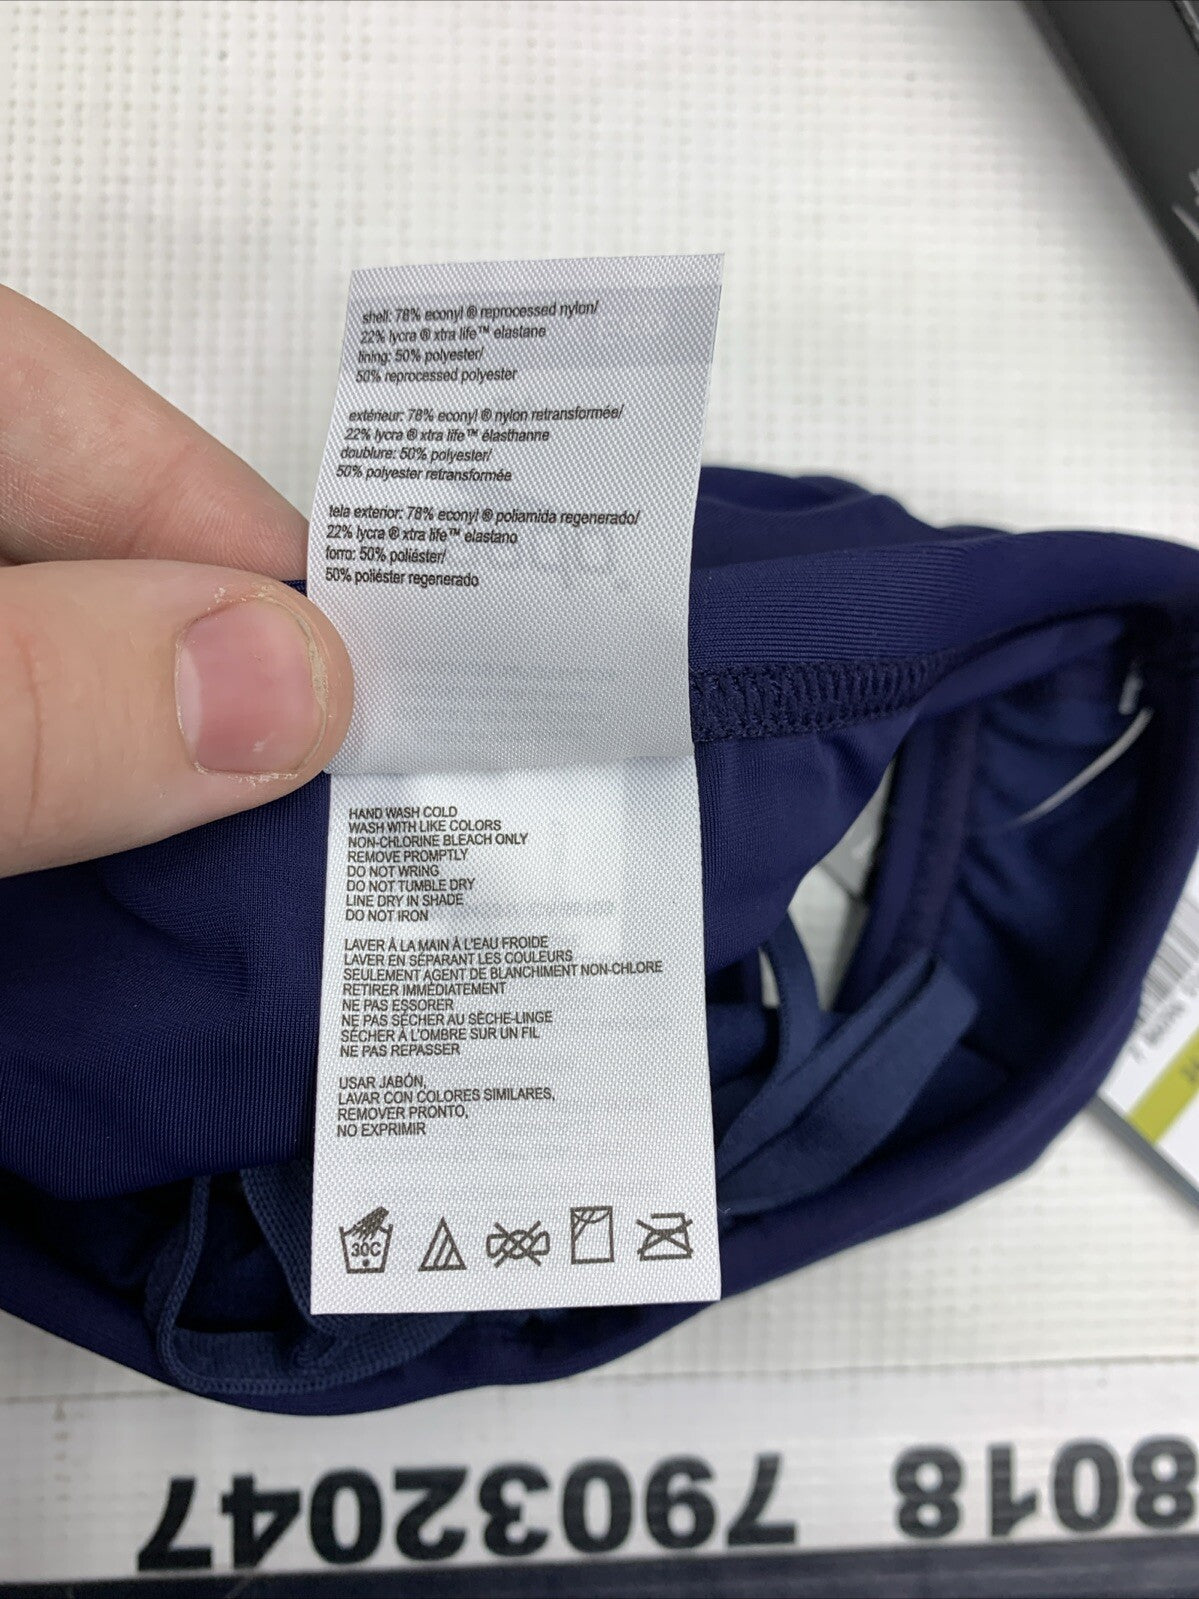 shell: 78% econyl ® reprocessed nylon/
22% lycra ® xtra life™ elastane
lining: 50% polyester/
50% reprocessed polyester
extérieur: 78% econyl ® nylon retransformée/
22% lycra ® xtra life™ élasthanne
doublure: 50% polyester/
50% polyester retransformée
tela exterior: 78% econyl ® poliamida regenerado/
22% lycra ® xtra life™ elastano
forro: 50% poliéster/
50% poliéster regenerado
HAND WASH COLD
WASH WITH LIKE COLORS
NON-CHLORINE BLEACH ONLY
REMOVE PROMPTLY
DO NOT WRING
DO NOT TUMBLE DRY
LINE DRY IN SHADE
DO NOT IRON
LAVER À LA MAIN À L'EAU FROIDE
LAVER EN SÉPARANT LES COULEURS
SEULEMENT AGENT DE BLANCHIMENT NON-CHLORE
RETIRER IMMÉDIATEMENT
NE PAS ESSORER
NE PAS SÉCHER AU SÈCHE-LINGE
SÉCHER À L'OMBRE SUR UN FIL
NE PAS REPASSER
USAR JABÓN,
LAVAR CON COLORES SIMILARES,
REMOVER PRONTO,
NO EXPRIMIR
30C
8018 79032047